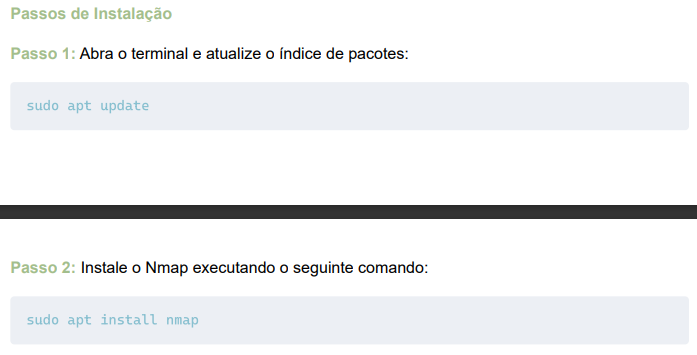 Passos de Instalação
Passo 1: Abra o terminal e atualize o índice de pacotes:
sudo apt update
Passo 2: Instale o Nmap executando o seguinte comando:
sudo apt install nmap